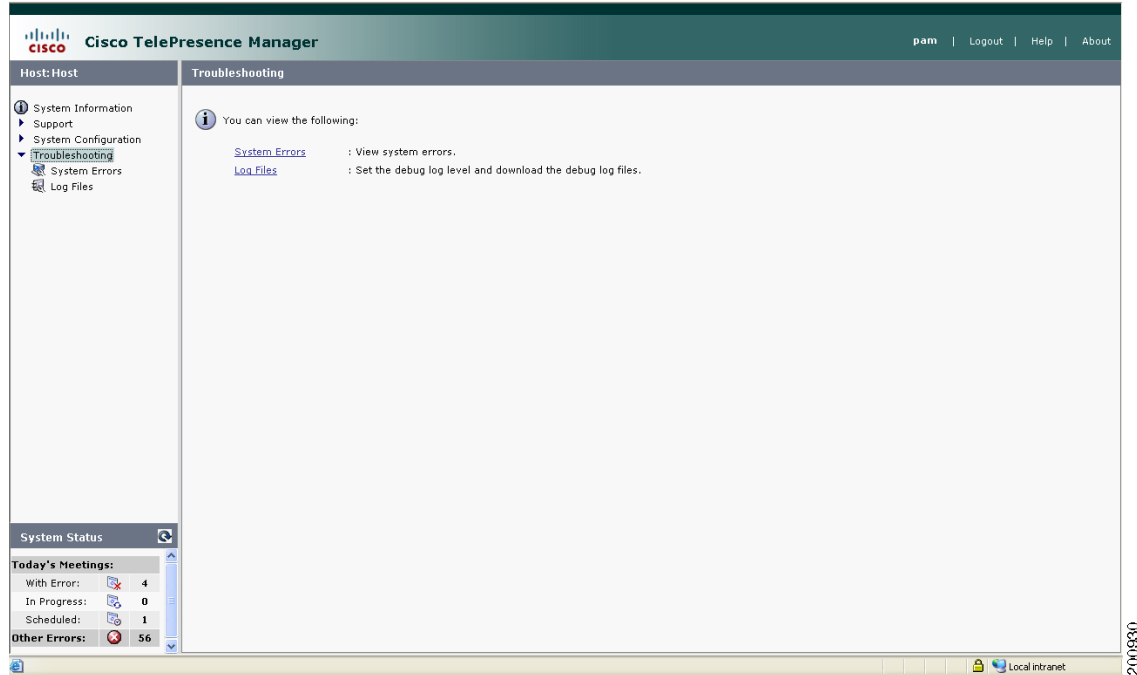 CISCO Cisco TelePresence Manager
pam | Logout | Help | About
Host: Host
Troubleshooting
System Information
Support
System Configuration
Troubleshooting
System Errors
Log Files
You can view the following:
System Errors : View system errors.
Log Files : Set the debug log level and download the debug log files.
System Status
Today's Meetings:
With Error: 4
In Progress: 0
Scheduled: 1
Other Errors: 56
Local intranet
200930